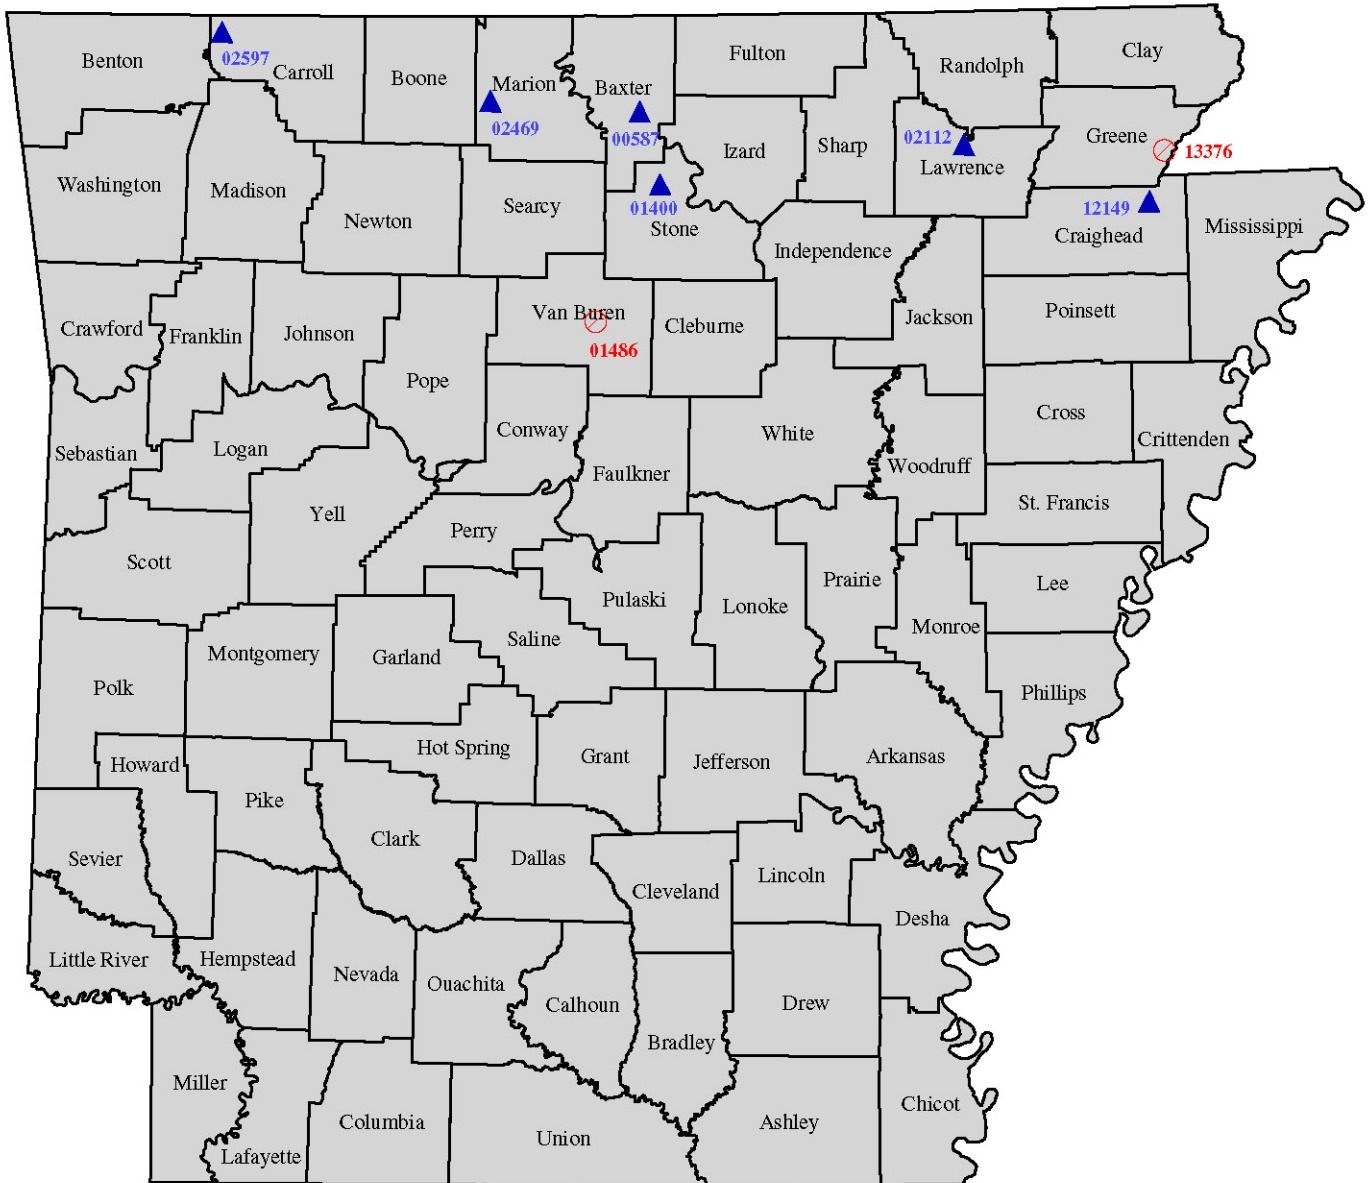 Benton
02597
Carroll
Boone
Marion
02469
Baxter
00587
Fulton
Randolph
Clay
Washington
Madison
Newton
Searcy
01400
Stone
Izard
Sharp
02112
Lawrence
Greene
13376
12149
Craighead
Mississippi
Independence
Crawford
Franklin
Johnson
Pope
Van Buren
01486
Cleburne
Jackson
Poinsett
Sebastian
Logan
Conway
Faulkner
White
Woodruff
Cross
Crittenden
Yell
Perry
St. Francis
Scott
Pulaski
Lonoke
Prairie
Lee
Monroe
Polk
Montgomery
Garland
Saline
Phillips
Howard
Hot Spring
Grant
Jefferson
Arkansas
Pike
Sevier
Clark
Dallas
Cleveland
Lincoln
Desha
Little River
Hempstead
Nevada
Ouachita
Calhoun
Drew
Bradley
Miller
Lafayette
Columbia
Union
Ashley
Chicot